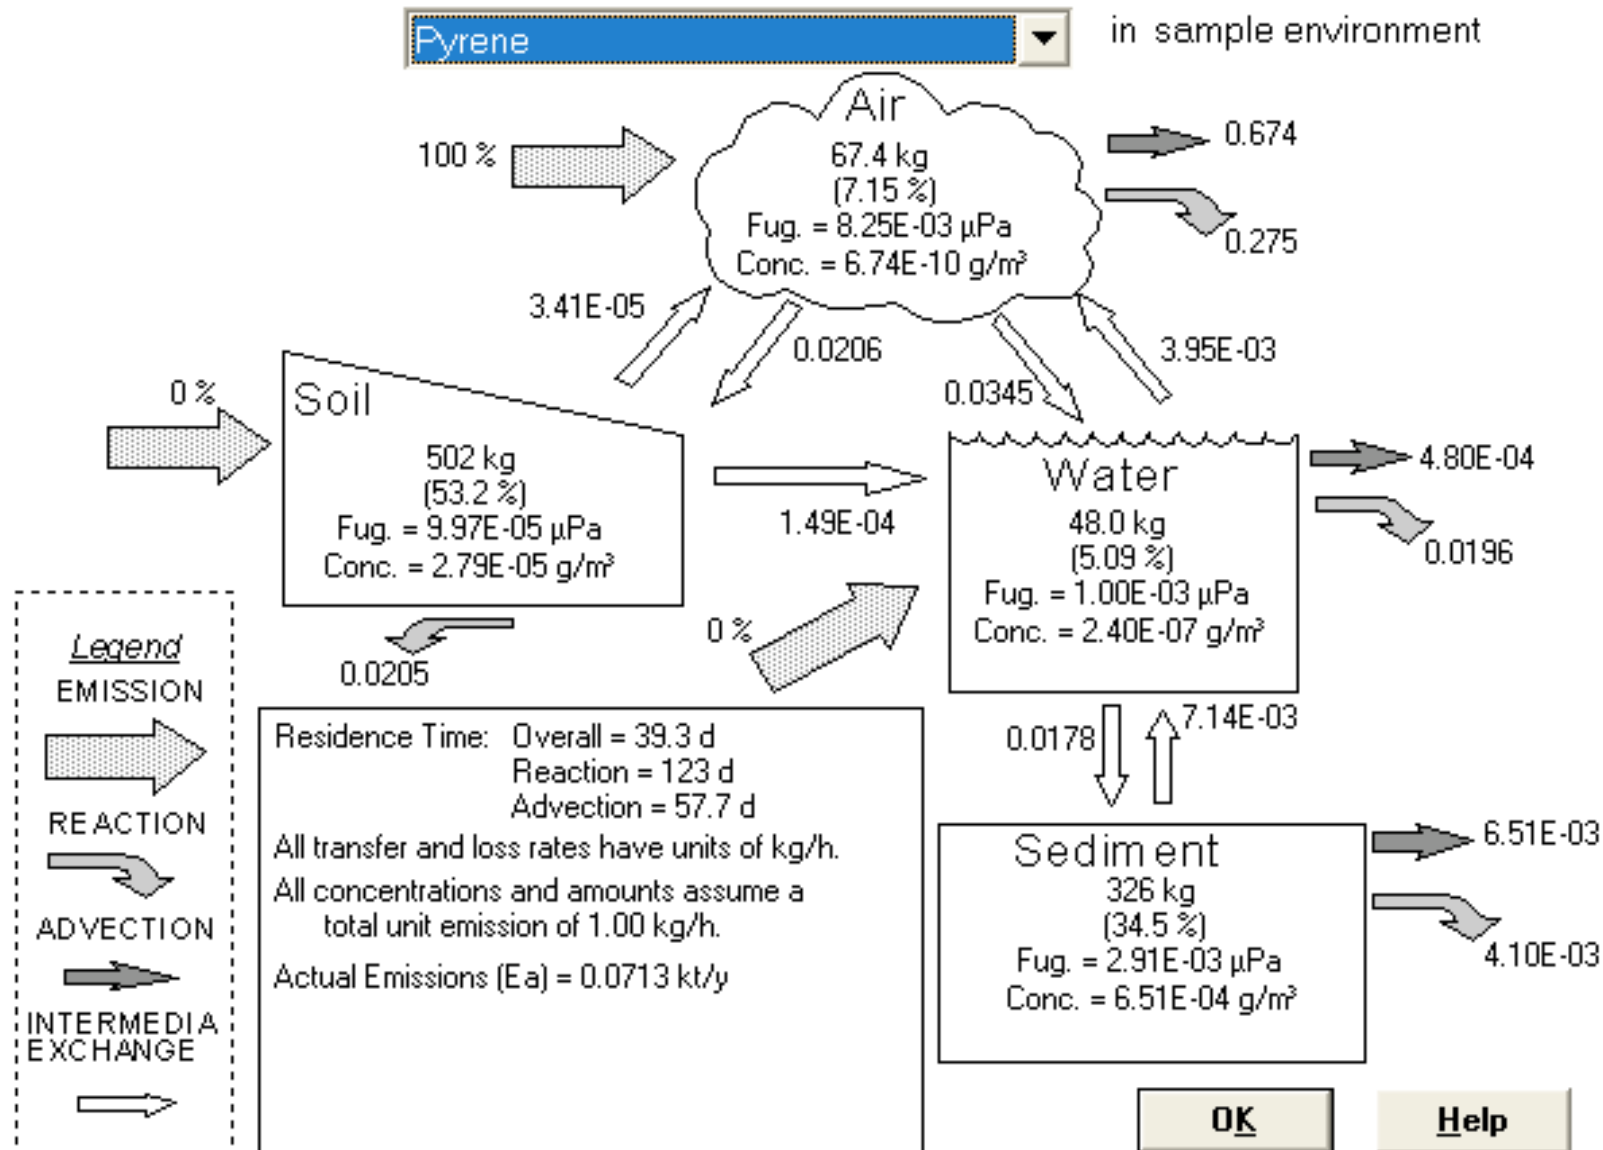 Pyrene
in sample environment
Air
67.4 kg
(7.15 %)
Fug. = 8.25E-03 µPa
Conc. = 6.74E-10 g/m³
100 %
0.674
0.275
3.41E-05
0.0206
0.0345
3.95E-03
0 %
Soil
502 kg
(53.2 %)
Fug. = 9.97E-05 µPa
Conc. = 2.79E-05 g/m³
1.49E-04
Water
48.0 kg
(5.09 %)
Fug. = 1.00E-03 µPa
Conc. = 2.40E-07 g/m³
4.80E-04
0.0196
0.0205
0 %
Legend
EMISSION
REACTION
ADVECTION
INTERMEDIA
EXCHANGE
Residence Time: Overall = 39.3 d
Reaction = 123 d
Advection = 57.7 d
All transfer and loss rates have units of kg/h.
All concentrations and amounts assume a
total unit emission of 1.00 kg/h.
Actual Emissions (Ea) = 0.0713 kt/y
0.0178
7.14E-03
Sediment
326 kg
(34.5 %)
Fug. = 2.91E-03 µPa
Conc. = 6.51E-04 g/m³
6.51E-03
4.10E-03
OK
Help